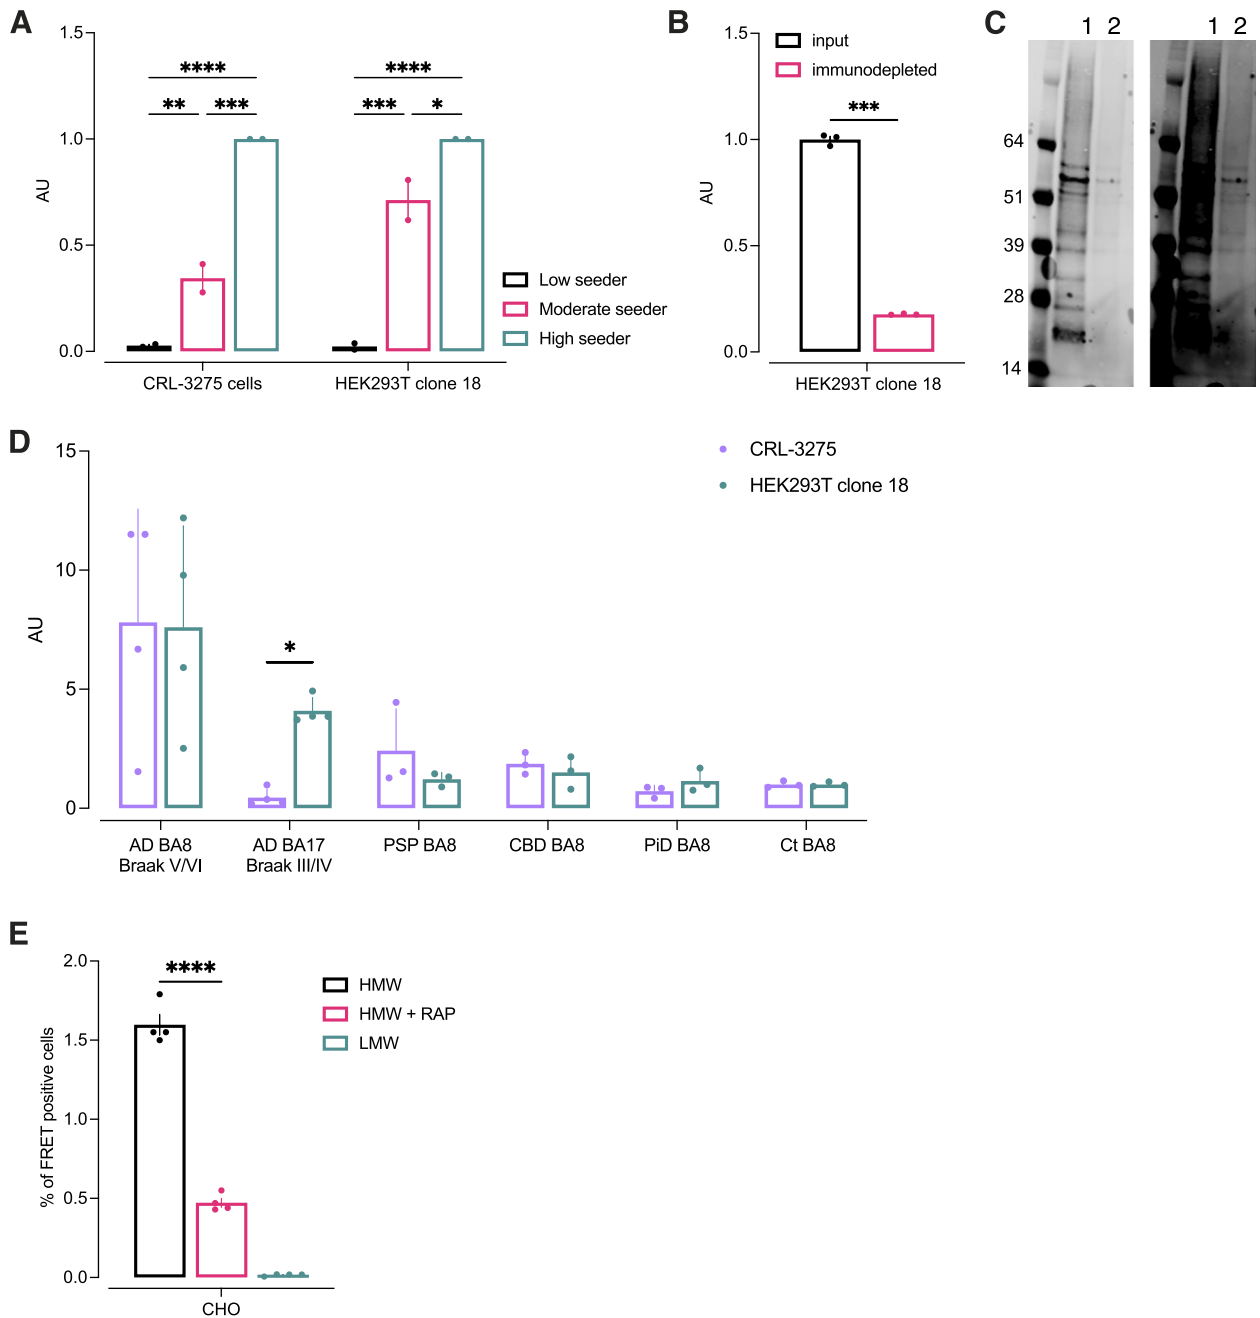 A
1.5
1.0
0.5
0.0
AU
****
** ***
****
*** *
CRL-3275 cells
HEK293T clone 18
Low seeder
Moderate seeder
High seeder
B
1.5
1.0
0.5
0.0
AU
input
immunodepleted
***
HEK293T clone 18
C
1 2
1 2
64
51
39
28
14
D
15
10
5
0
AU
*
CRL-3275
HEK293T clone 18
AD BA8
Braak V/VI
AD BA17
Braak III/IV
PSP BA8
CBD BA8
PiD BA8
Ct BA8
E
2.0
1.5
1.0
0.5
0.0
% of FRET positive cells
****
HMW
HMW + RAP
LMW
CHO